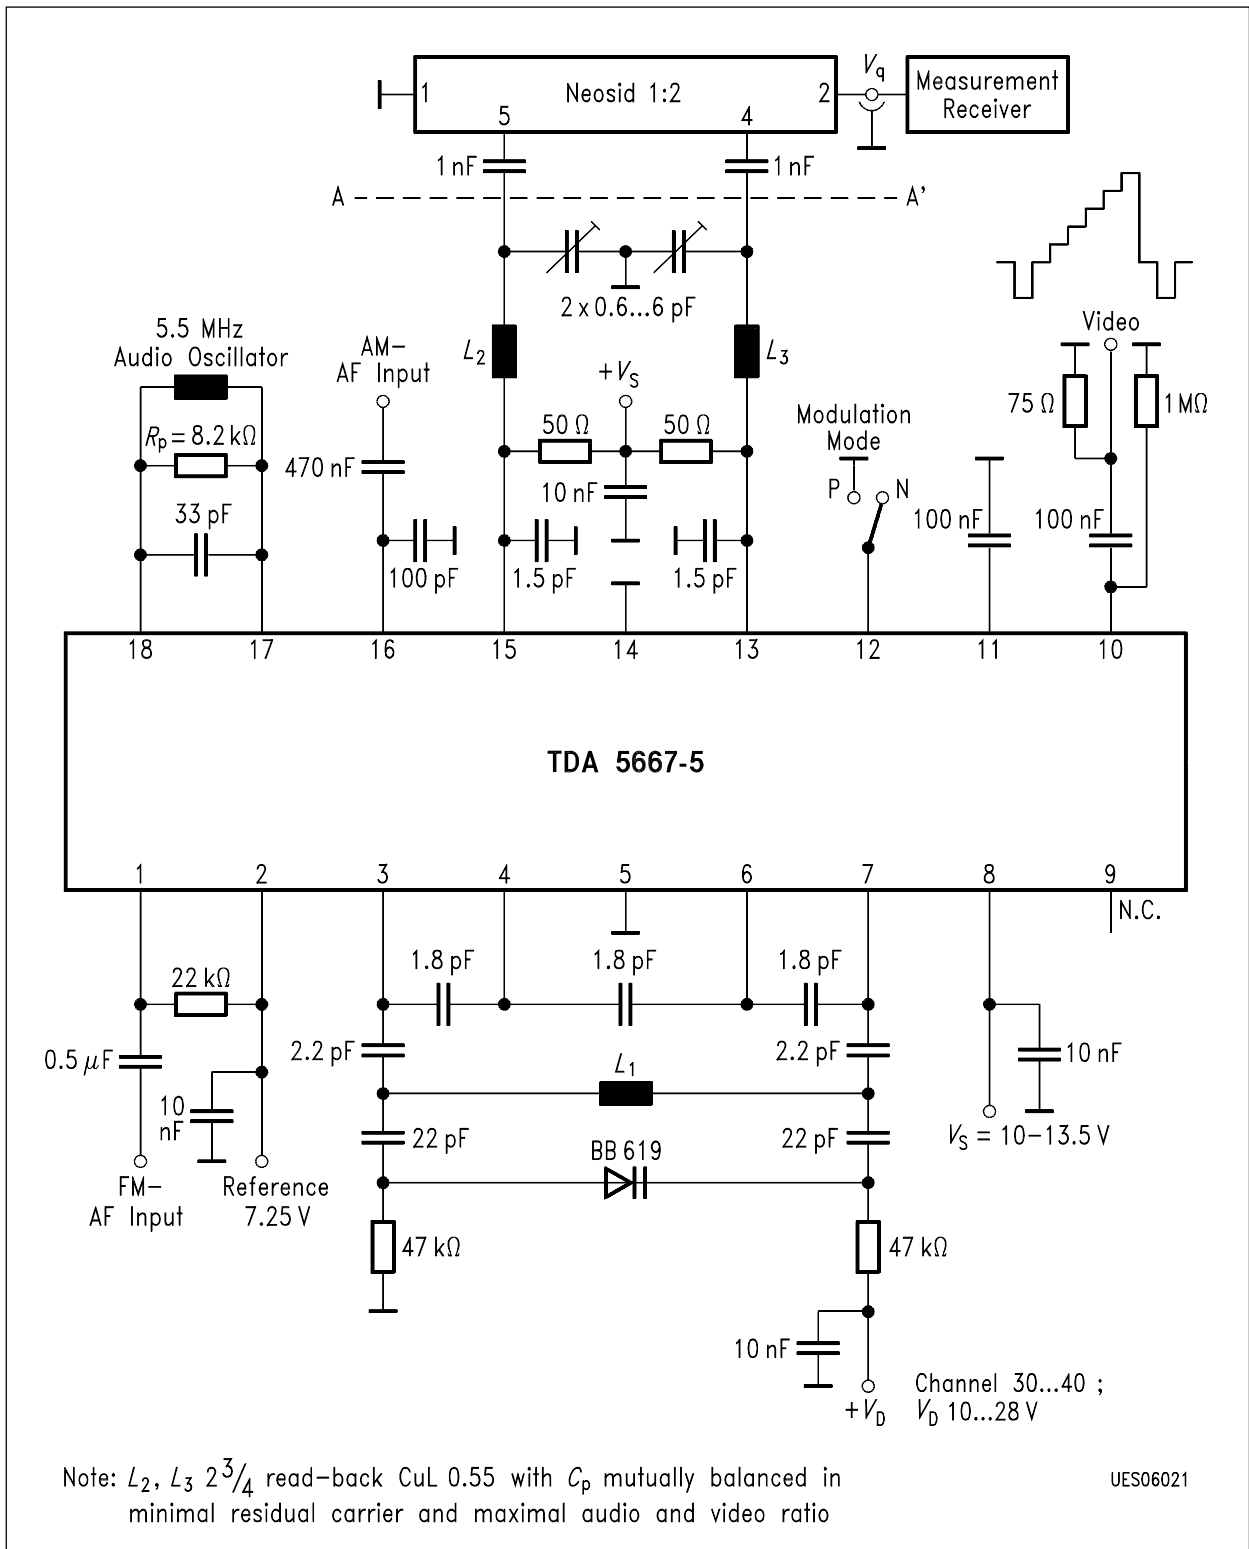 1 Neosid 1:2 2
5 4
Vq
Measurement
Receiver
1 nF
1 nF
A
A'
2 x 0.6...6 pF
5.5 MHz
Audio Oscillator
Rp = 8.2 kΩ
33 pF
AM-
AF Input
470 nF
100 pF
L2
L3
+VS
50 Ω
50 Ω
10 nF
1.5 pF
1.5 pF
Modulation
Mode
P
N
100 nF
Video
75 Ω
1 MΩ
100 nF
18 17 16 15 14 13 12 11 10
TDA 5667-5
1 2 3 4 5 6 7 8 9
N.C.
22 kΩ
0.5 μF
10
nF
FM-
AF Input
Reference
7.25 V
1.8 pF
1.8 pF
1.8 pF
2.2 pF
2.2 pF
L1
22 pF
22 pF
BB 619
47 kΩ
47 kΩ
10 nF
VS = 10-13.5 V
10 nF
+VD
Channel 30...40 ;
VD 10...28 V
Note: L2, L3 2 3/4 read-back CuL 0.55 with Cp mutually balanced in
minimal residual carrier and maximal audio and video ratio
UES06021